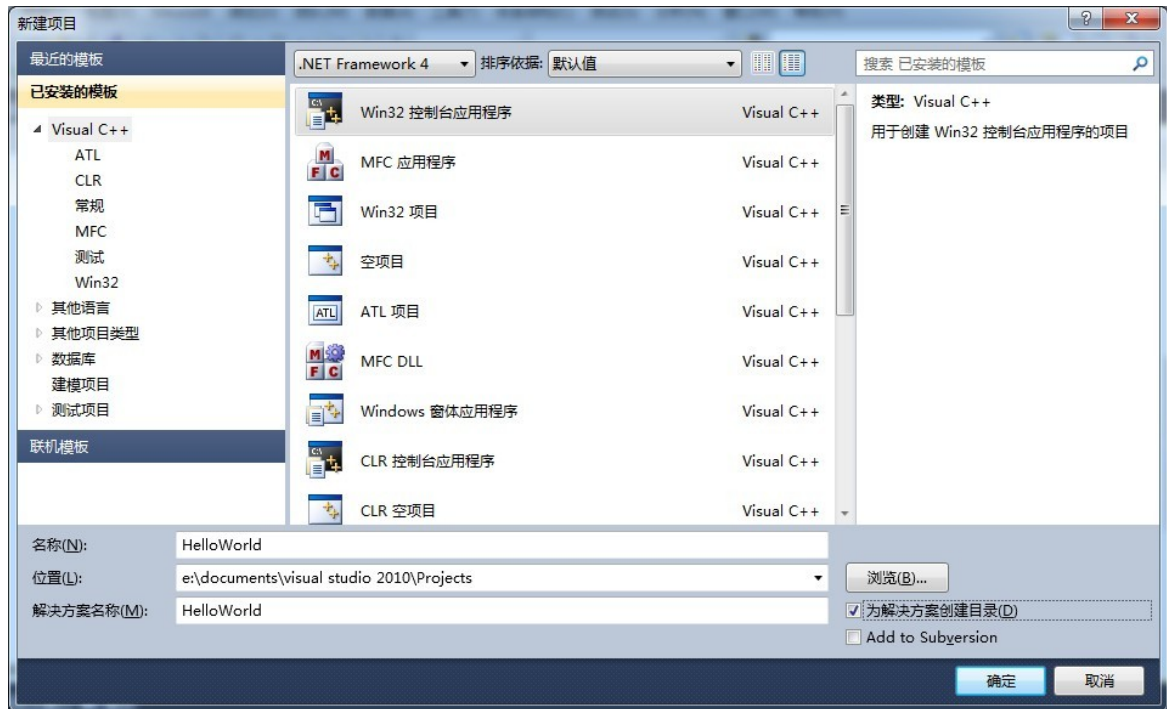 新建项目
最近的模板
已安装的模板
Visual C++
ATL
CLR
常规
MFC
测试
Win32
其他语言
其他项目类型
数据库
建模项目
测试项目
联机模板
.NET Framework 4 排序依据: 默认值
Win32 控制台应用程序 Visual C++
MFC 应用程序 Visual C++
Win32 项目 Visual C++
空项目 Visual C++
ATL 项目 Visual C++
MFC DLL Visual C++
Windows 窗体应用程序 Visual C++
CLR 控制台应用程序 Visual C++
CLR 空项目 Visual C++
搜索 已安装的模板
类型: Visual C++
用于创建 Win32 控制台应用程序的项目
名称(N): HelloWorld
位置(L): e:\documents\visual studio 2010\Projects 浏览(B)...
解决方案名称(M): HelloWorld 为解决方案创建目录(D)
Add to Subversion
确定 取消